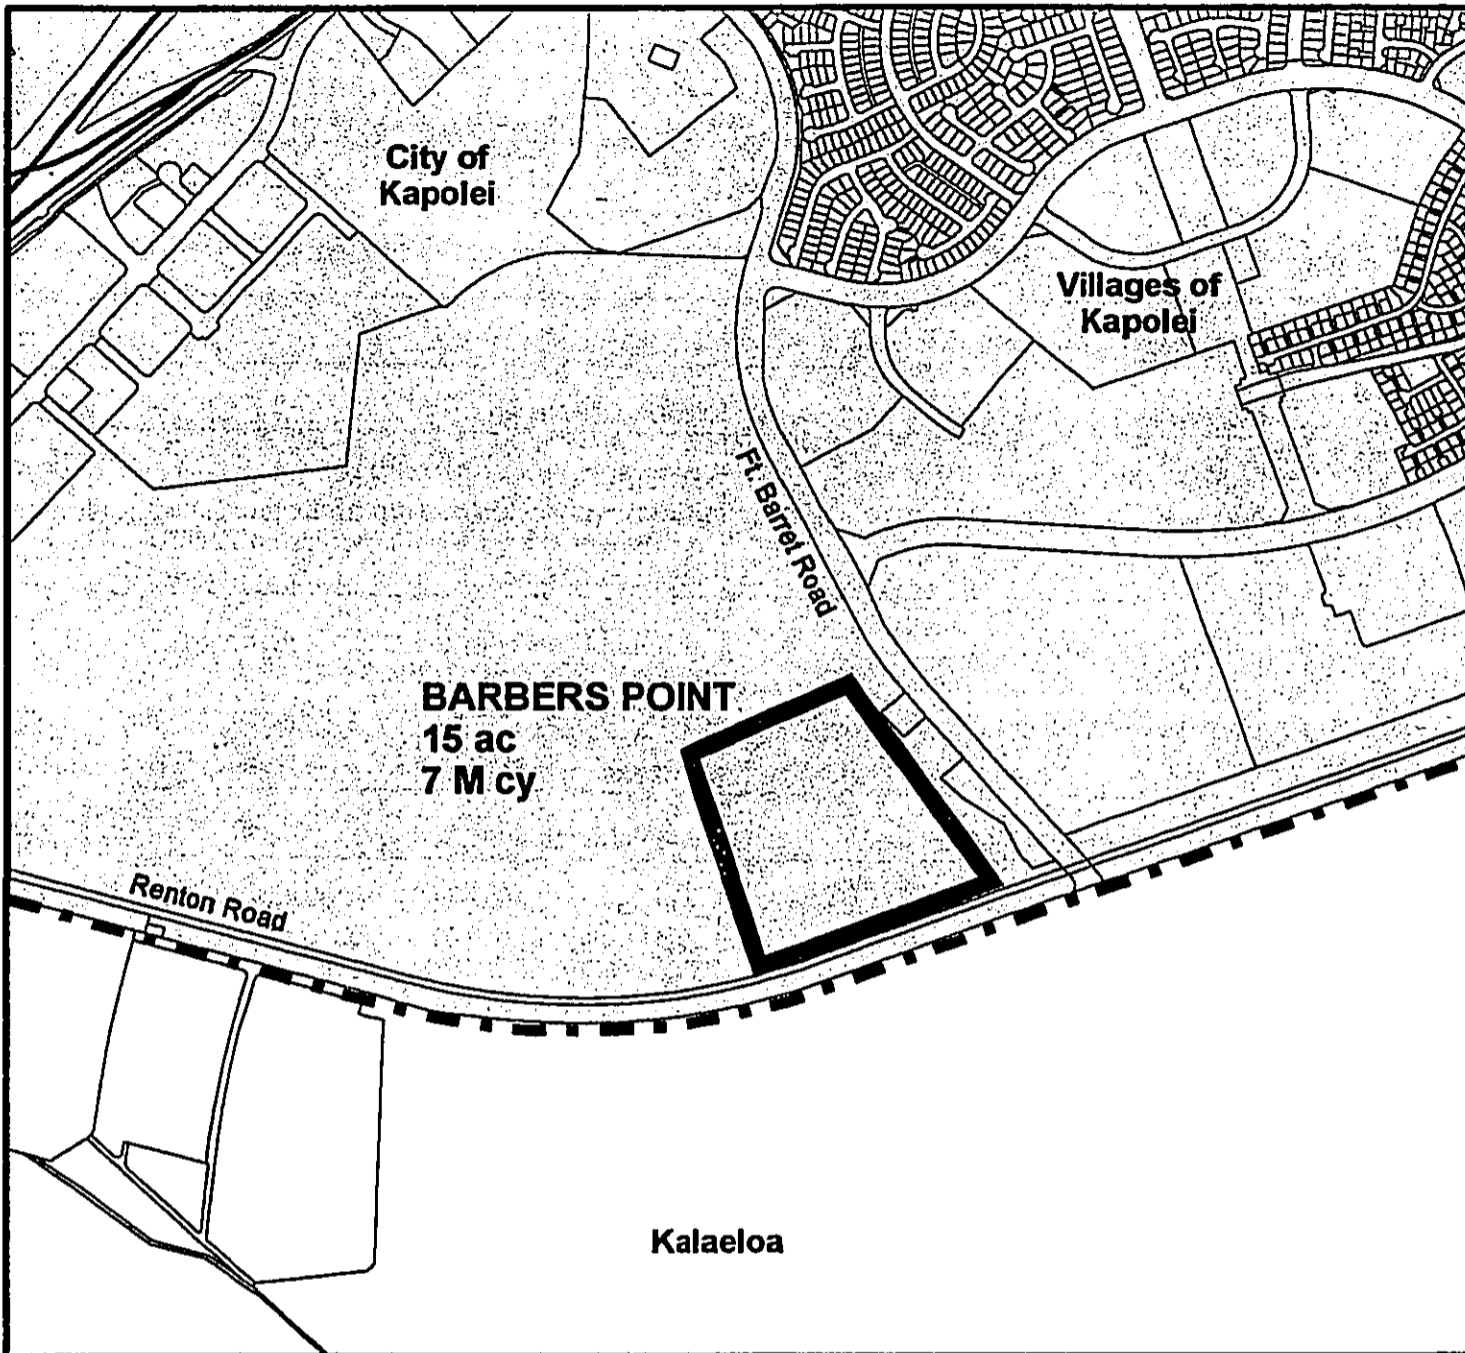 City of
Kapolei
Villages of
Kapolei
Ft. Barret Road
BARBERS POINT
15 ac
7 M cy
Renton Road
Kalaeloa